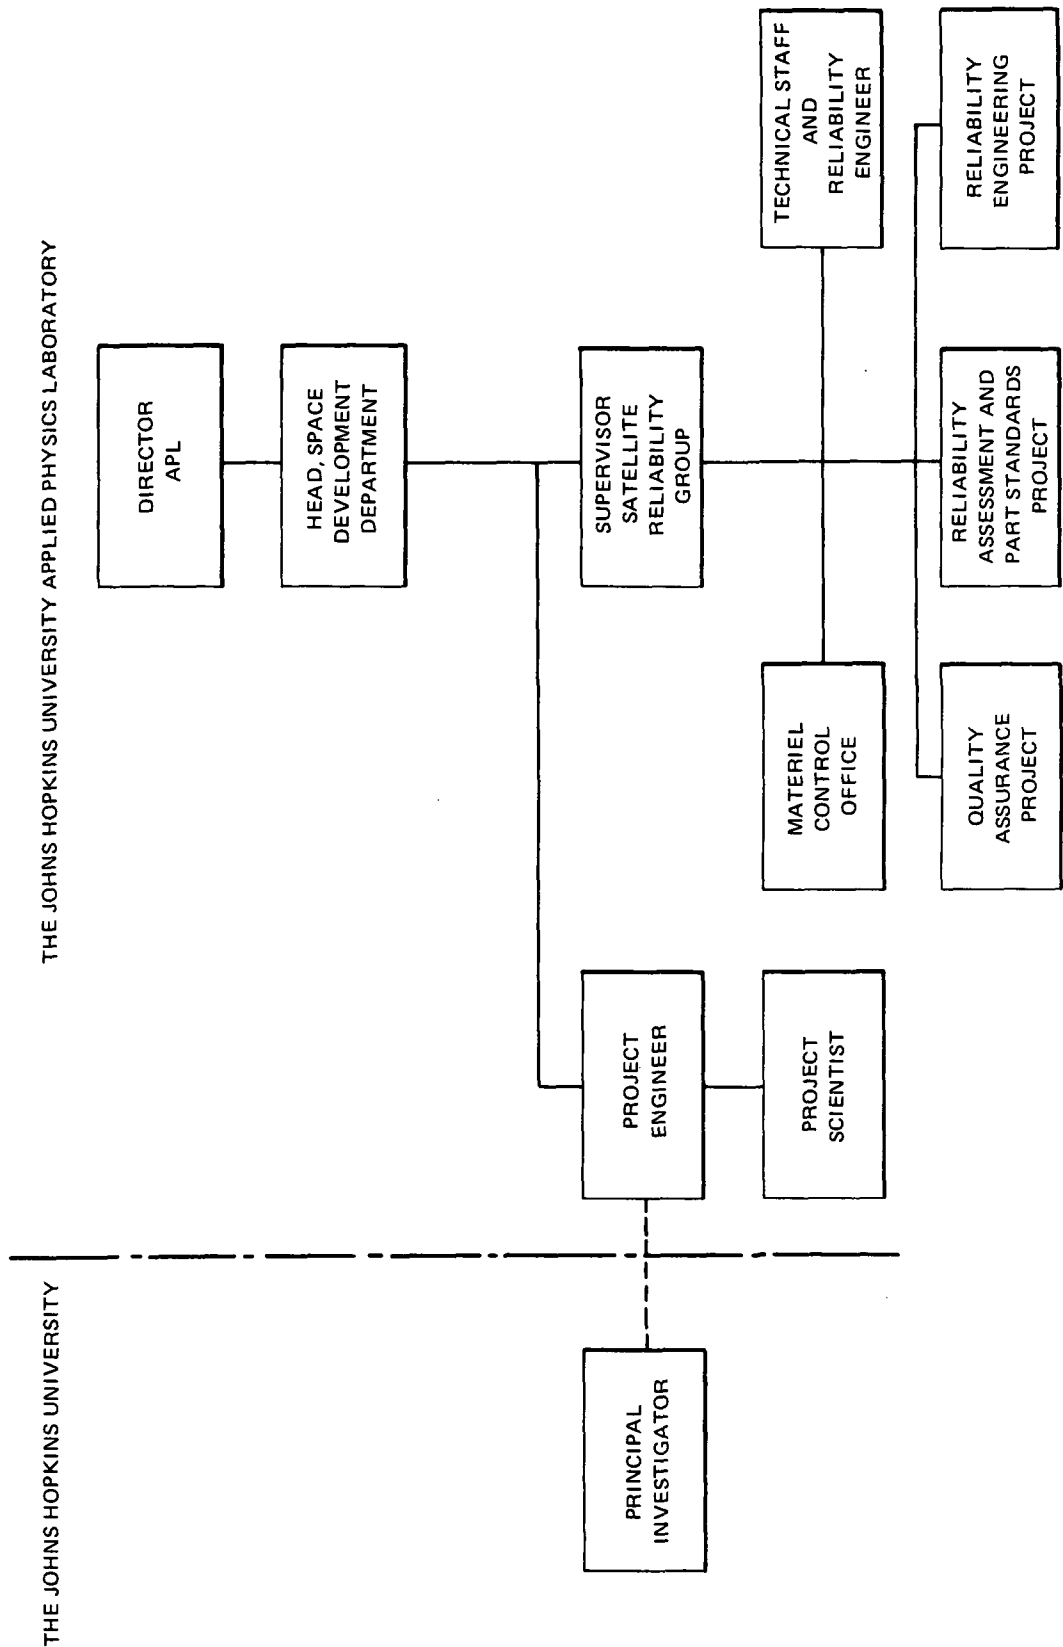 THE JOHNS HOPKINS UNIVERSITY
THE JOHNS HOPKINS UNIVERSITY APPLIED PHYSICS LABORATORY
DIRECTOR
APL
HEAD, SPACE
DEVELOPMENT
DEPARTMENT
PRINCIPAL
INVESTIGATOR
PROJECT
ENGINEER
SUPERVISOR
SATELLITE
RELIABILITY
GROUP
PROJECT
SCIENTIST
MATERIEL
CONTROL
OFFICE
TECHNICAL STAFF
AND
RELIABILITY
ENGINEER
QUALITY
ASSURANCE
PROJECT
RELIABILITY
ASSESSMENT AND
PART STANDARDS
PROJECT
RELIABILITY
ENGINEERING
PROJECT